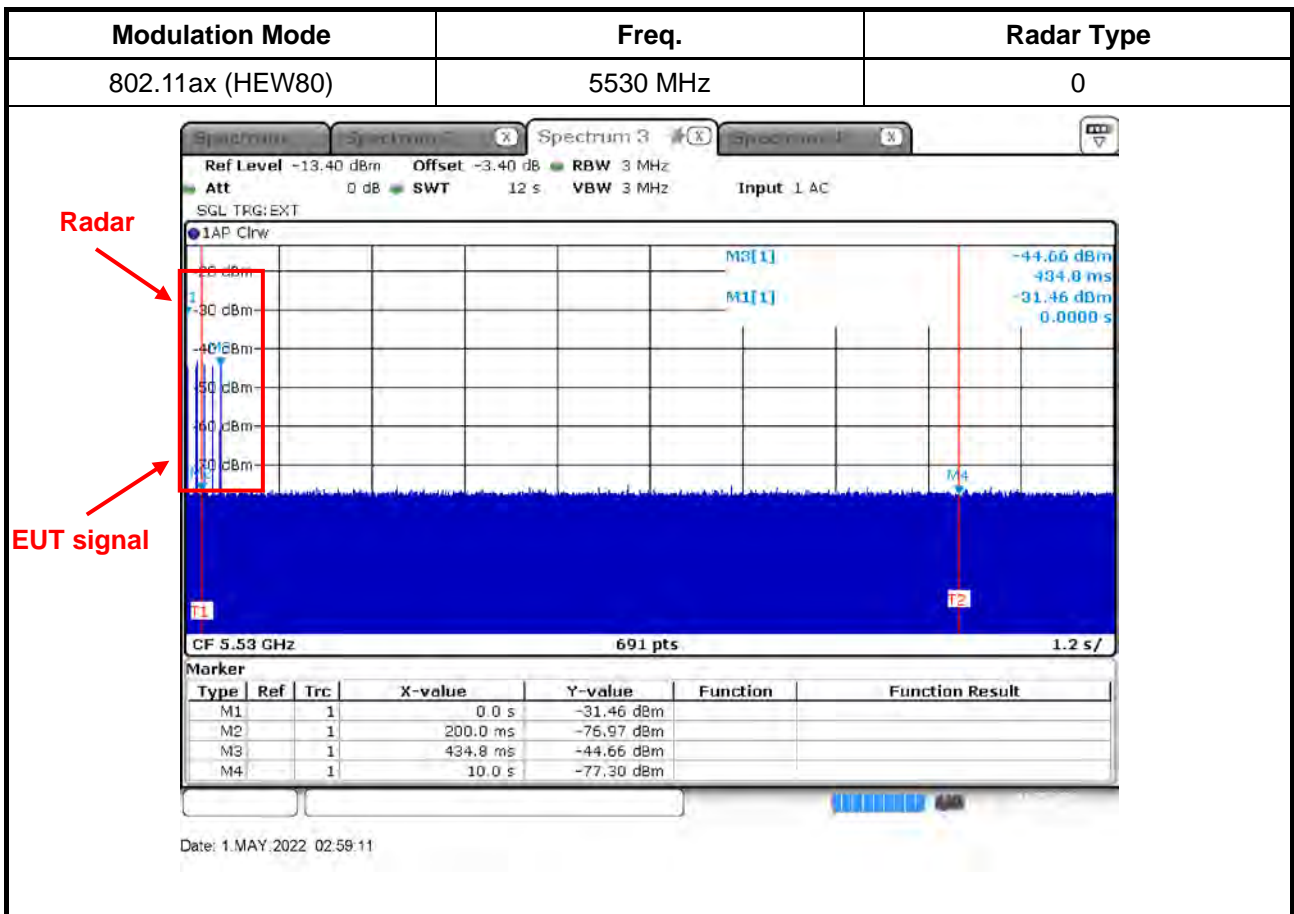 Modulation Mode Freq. Radar Type
802.11ax (HEW80) 5530 MHz 0
Spectrum 3
Ref Level -13.40 dBm Offset -3.40 dB RBW 3 MHz
Att 0 dB SWT 12 s VBW 3 MHz Input 1 AC
SGL TRG:EXT
Radar
1AP Clrw
M3[1] -44.66 dBm
434.8 ms
-20 dBm
M1[1] -31.46 dBm
0.0000 s
-30 dBm
-40 dBm
-50 dBm
-60 dBm
-70 dBm
M4
EUT signal
T1 T2
CF 5.53 GHz 691 pts 1.2 s/
Marker
Type Ref Trc X-value Y-value Function Function Result
M1 1 0.0 s -31.46 dBm
M2 1 200.0 ms -76.97 dBm
M3 1 434.8 ms -44.66 dBm
M4 1 10.0 s -77.30 dBm
Date: 1.MAY.2022 02:59:11